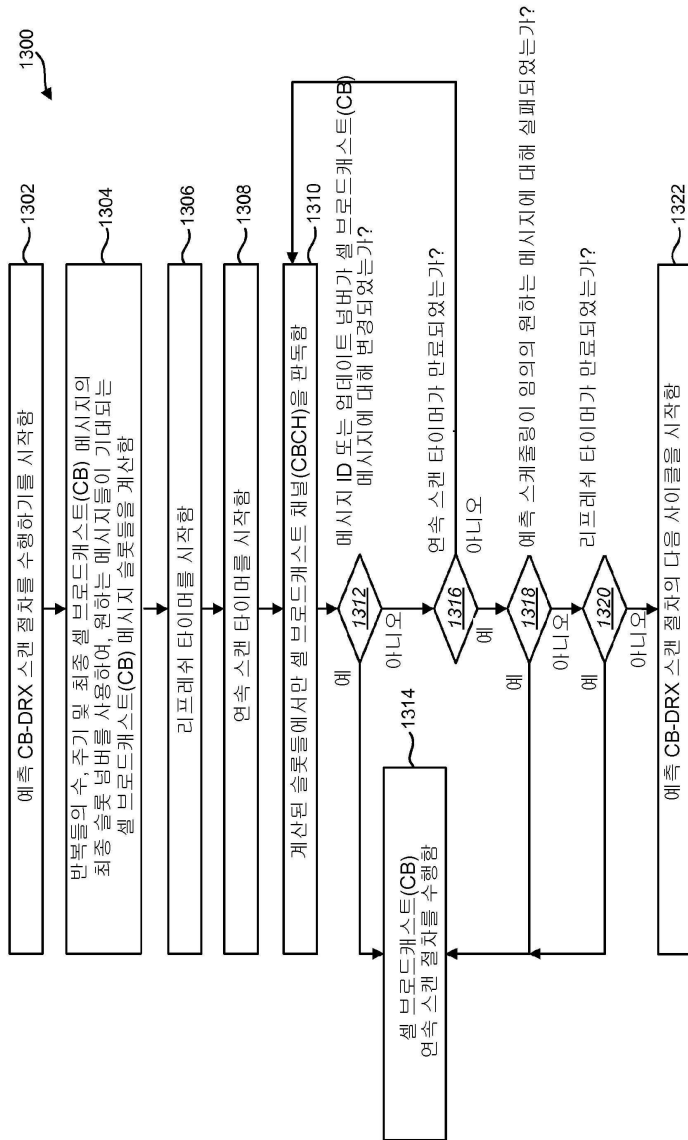 1300
예측 CB-DRX 스캔 절차를 수행하기를 시작함
1302
반복들의 수, 주기 및 최종 셀 브로드캐스트(CB) 메시지의
최종 슬롯 넘버를 사용하여, 원하는 메시지들이 기대되는
셀 브로드캐스트(CB) 메시지 슬롯들을 계산함
1304
리프레쉬 타이머를 시작함
1306
연속 스캔 타이머를 시작함
1308
계산된 슬롯들에서만 셀 브로드캐스트 채널(CBCH)을 판독함
1310
메시지 ID 또는 업데이트 넘버가 셀 브로드캐스트(CB)
메시지에 대해 변경되었는가?
1312
예
아니오
셀 브로드캐스트(CB)
연속 스캔 절차를 수행함
1314
연속 스캔 타이머가 만료되었는가?
1316
아니오
예
예측 스케줄링이 임의의 원하는 메시지에 대해 실패되었는가?
1318
예
아니오
리프레쉬 타이머가 만료되었는가?
1320
예
아니오
예측 CB-DRX 스캔 절차의 다음 사이클을 시작함
1322